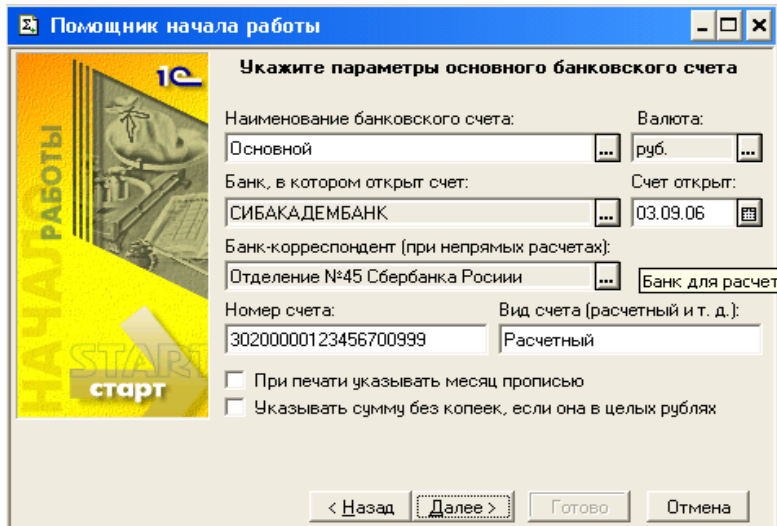 Помощник начала работы
1С
НАЧАЛО
РАБОТЫ
START
старт
Укажите параметры основного банковского счета
Наименование банковского счета: Валюта:
Основной ... руб. ...
Банк, в котором открыт счет: Счет открыт:
СИБАКАДЕМБАНК ... 03.09.06
Банк-корреспондент (при непрямых расчетах):
Отделение №45 Сбербанка Росиии ... Банк для расчет
Номер счета: Вид счета (расчетный и т. д.):
30200000123456700999 Расчетный
При печати указывать месяц прописью
Указывать сумму без копеек, если она в целых рублях
< Назад Далее > Готово Отмена